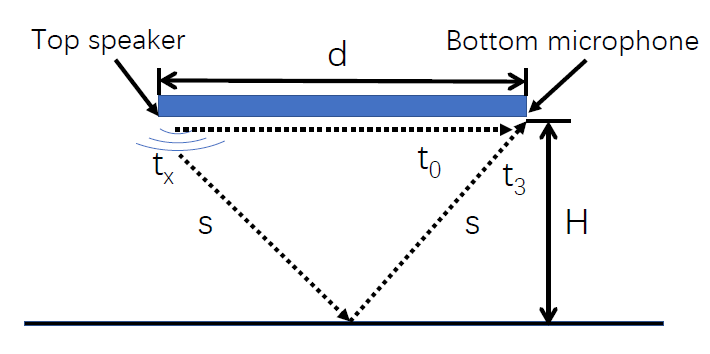 Top speaker
Bottom microphone
d
tx
t0
t3
s
s
H